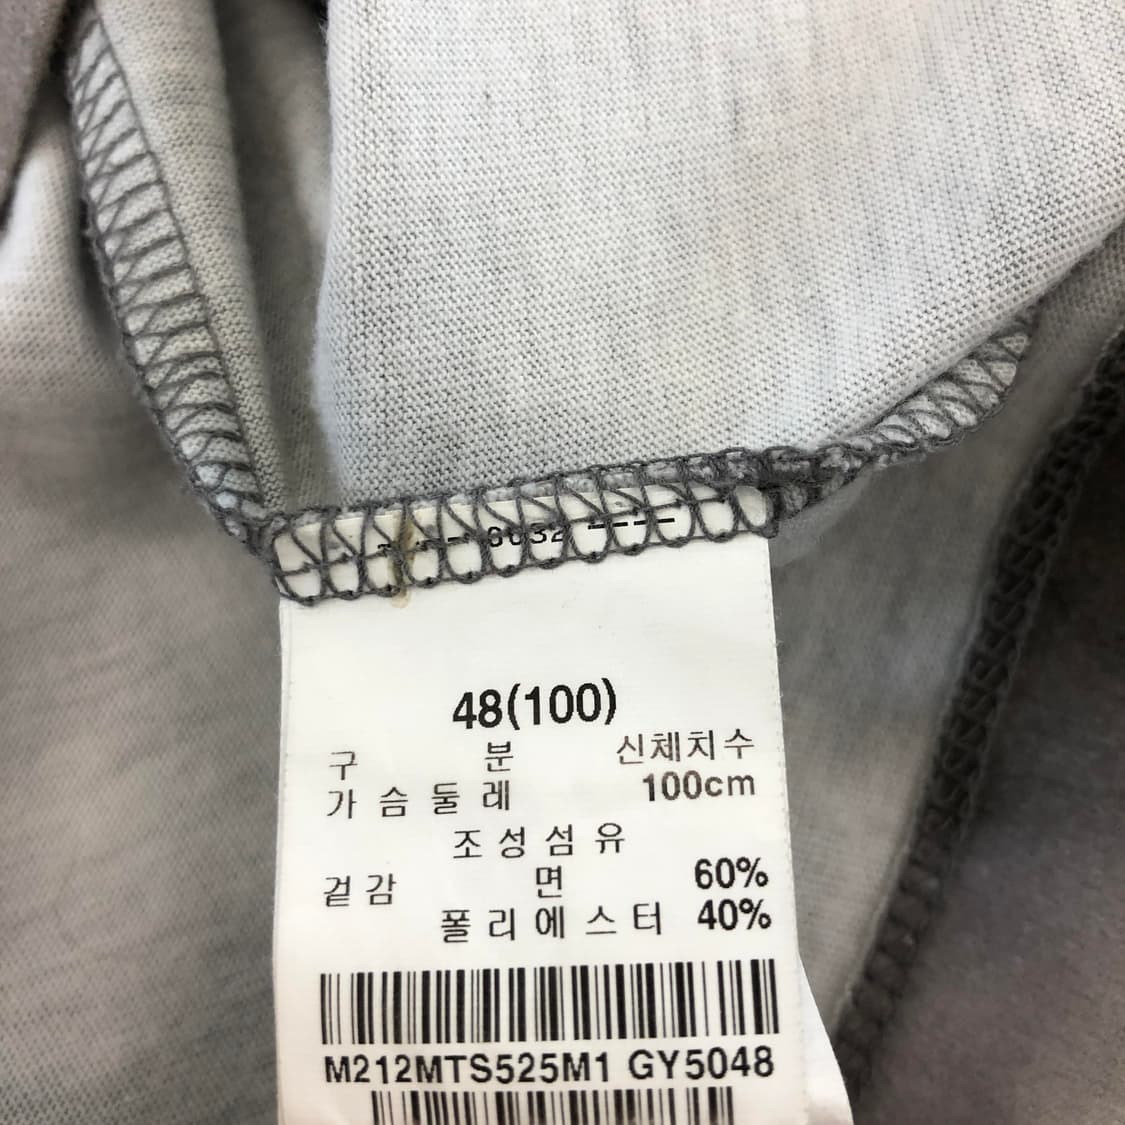 48(100)
구 분 신체치수
가슴둘레 100cm
조성섬유
겉감 면 60%
폴리에스터 40%
M212MTS525M1 GY5048